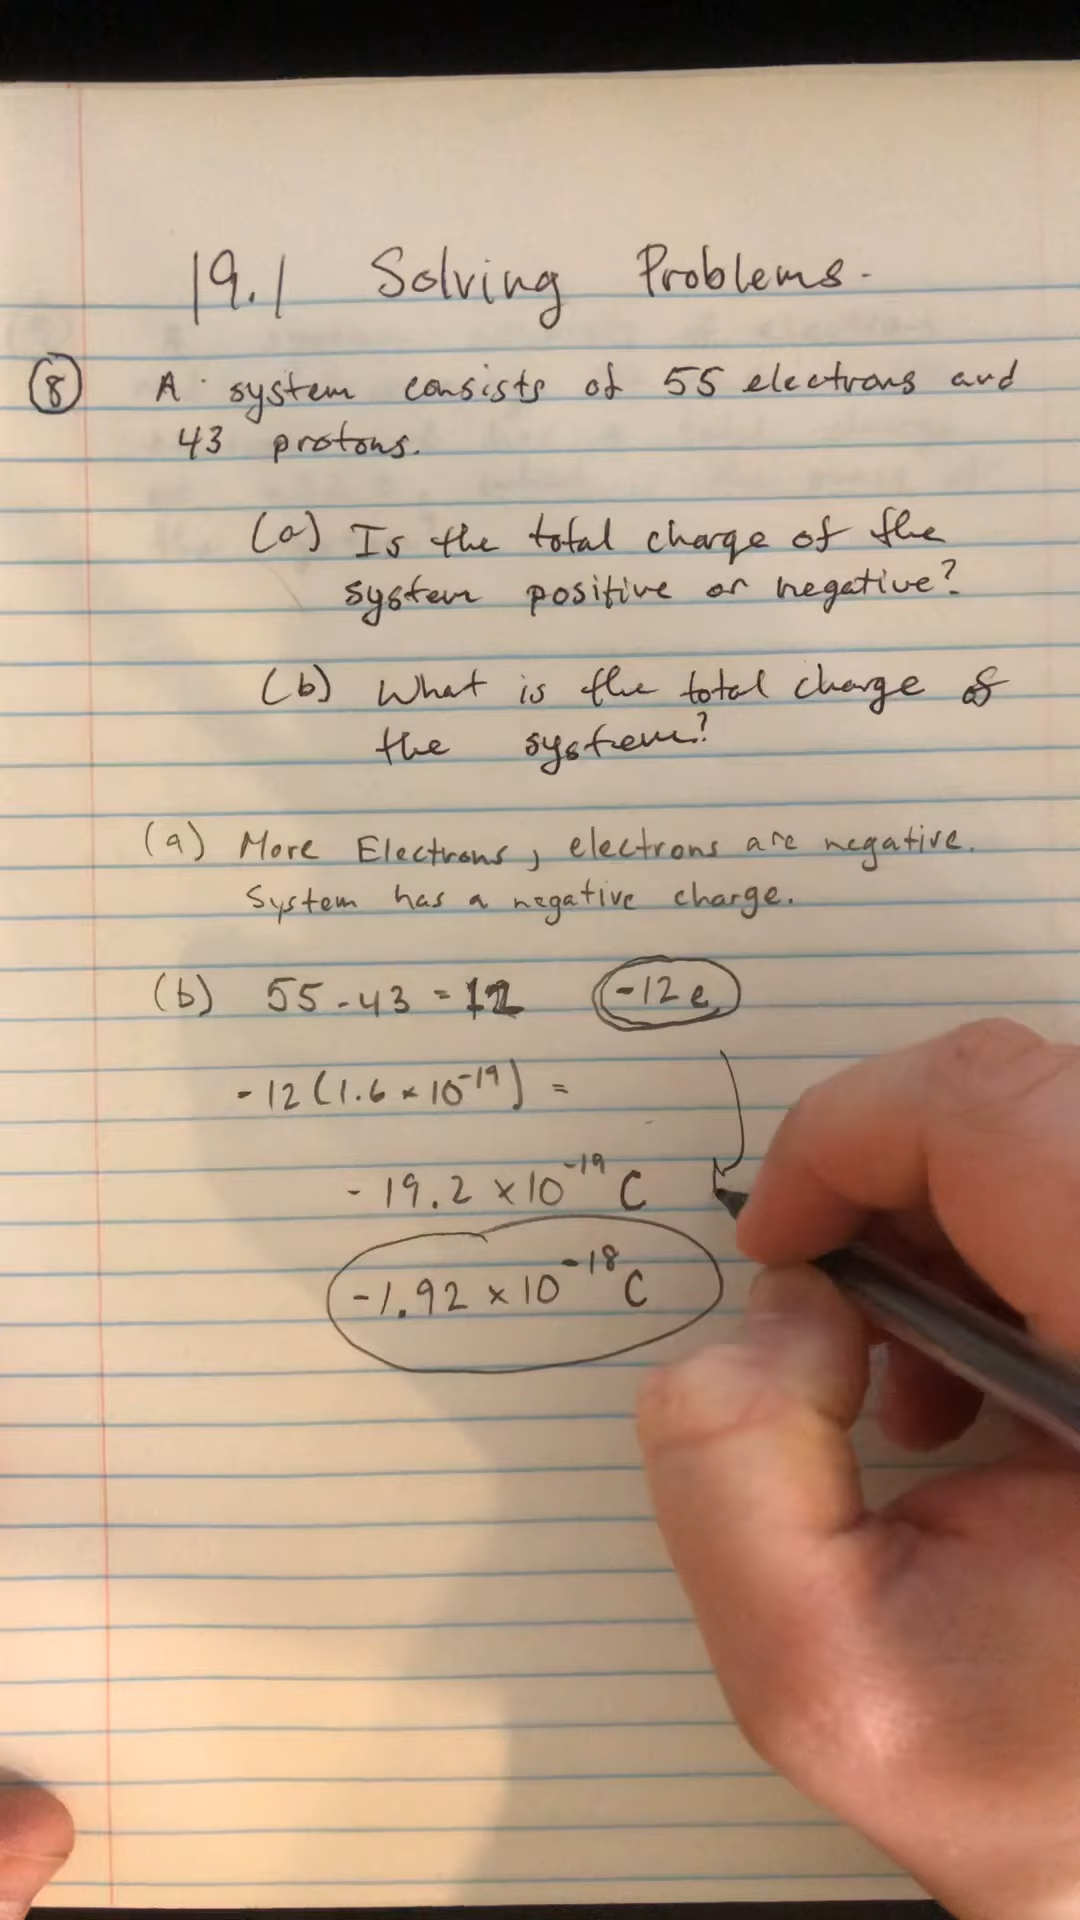 19.1 Solving Problems.
⑧ A system consists of 55 electrons and
43 protons.
(a) Is the total charge of the
system positive or negative?
(b) What is the total charge of
the system?
(a) More Electrons, electrons are negative.
System has a negative charge.
(b) 55 - 43 = 12 -12e
-12(1.6 × 10⁻¹⁹) =
-19.2 × 10⁻¹⁹ C
-1.92 × 10⁻¹⁸ C